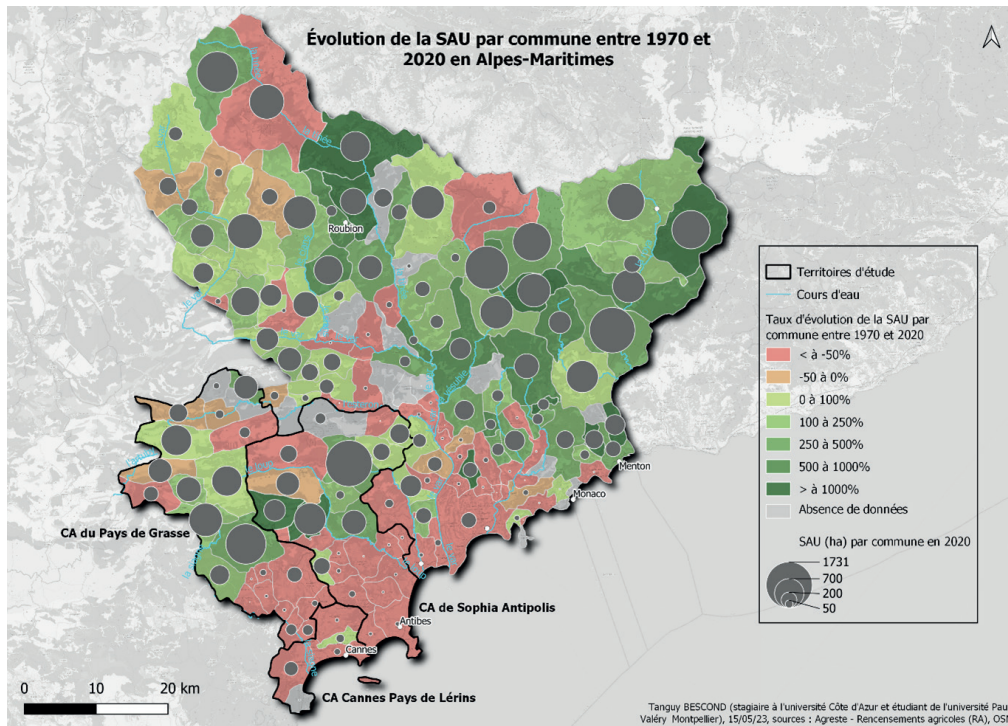 Évolution de la SAU par commune entre 1970 et
2020 en Alpes-Maritimes
Roubion
Menton
Monaco
CA du Pays de Grasse
CA de Sophia Antipolis
Antibes
Cannes
CA Cannes Pays de Lérins
Territoires d'étude
Cours d'eau
Taux d'évolution de la SAU par
commune entre 1970 et 2020
< à -50%
-50 à 0%
0 à 100%
100 à 250%
250 à 500%
500 à 1000%
> à 1000%
Absence de données
SAU (ha) par commune en 2020
1731
700
200
50
0 10 20 km
Tanguy BESCOND (stagiaire à l'université Côte d'Azur et étudiant de l'université Pa
Valéry Montpellier), 15/05/23, sources : Agreste - Rencensements agricoles (RA),